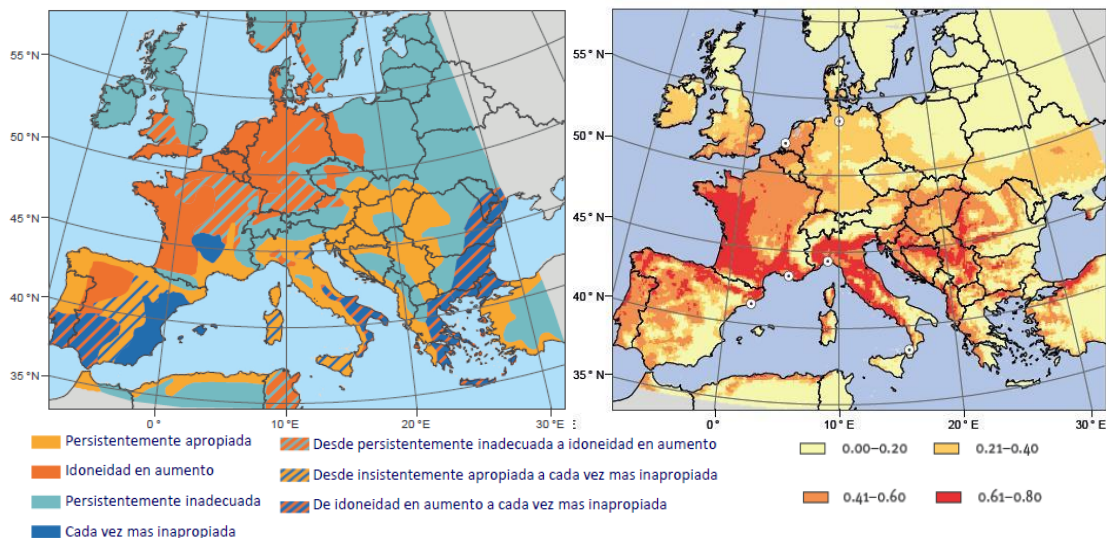 55 °N
50 °N
45 °N
40 °N
35 °N
0° E
10° E
20° E
30° E
55° N
50° N
45° N
40° N
35° N
0° E
10° E
20° E
30° E
E
Persistentemente apropiada
Idoneidad en aumento
Persistentemente inadecuada
Cada vez mas inapropiada
Desde persistentemente inadecuada a idoneidad en aumento
Desde insistentemente apropiada a cada vez mas inapropiada
De idoneidad en aumento a cada vez mas inapropiada
0.00–0.20
0.21–0.40
0.41–0.60
0.61–0.80